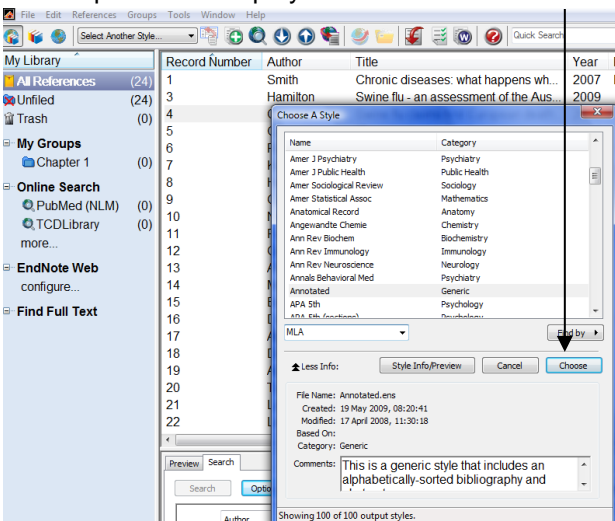 File Edit References Groups Tools Window Help
Select Another Style...
Quick Search
My Library
All References (24)
Unfiled (24)
Trash (0)
My Groups
Chapter 1 (0)
Online Search
PubMed (NLM) (0)
TCDLibrary (0)
more...
EndNote Web
configure...
Find Full Text
Record Number Author Title Year
1 Smith Chronic diseases: what happens wh... 2007
3 Hamilton Swine flu - an assessment of the Aus... 2009
4
5
6
7
8
9
10
11
12
13
14
15
16
17
18
19
20
21
22
Choose A Style
Name Category
Amer J Psychiatry Psychiatry
Amer J Public Health Public Health
Amer Sociological Review Sociology
Amer Statistical Assoc Mathematics
Anatomical Record Anatomy
Angewandte Chemie Chemistry
Ann Rev Biochem Biochemistry
Ann Rev Immunology Immunology
Ann Rev Neuroscience Neurology
Annals Behavioral Med Psychiatry
Annotated Generic
APA 5th Psychology
MLA
Find by
Less Info: Style Info/Preview Cancel Choose
File Name: Annotated.ens
Created: 19 May 2009, 08:20:41
Modified: 17 April 2008, 11:30:18
Based On:
Category: Generic
Comments: This is a generic style that includes an
alphabetically-sorted bibliography and
Showing 100 of 100 output styles.
Preview Search
Search Optio
Author